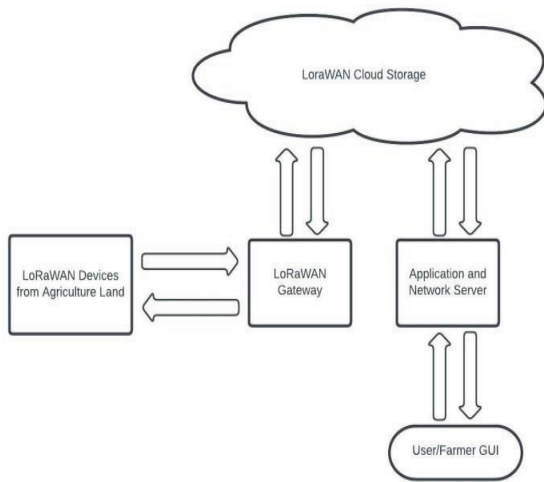 LoraWAN Cloud Storage
LoRaWAN Devices
from Agriculture Land
LoRaWAN
Gateway
Application and
Network Server
User/Farmer GUI